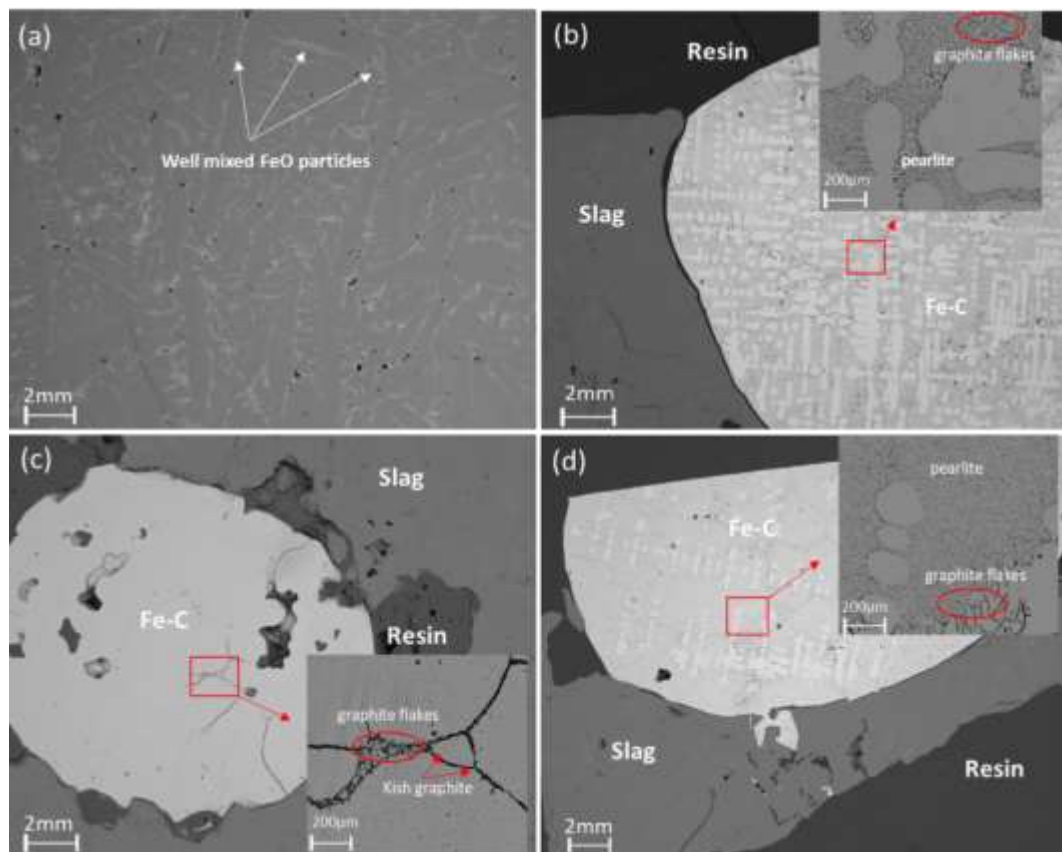 (a)
Well mixed FeO particles
2mm
(b)
Resin
graphite flakes
pearlite
200μm
Slag
Fe-C
2mm
(c)
Slag
Fe-C
Resin
graphite flakes
Kish graphite
200μm
2mm
(d)
pearlite
Fe-C
graphite flakes
200μm
Slag
Resin
2mm